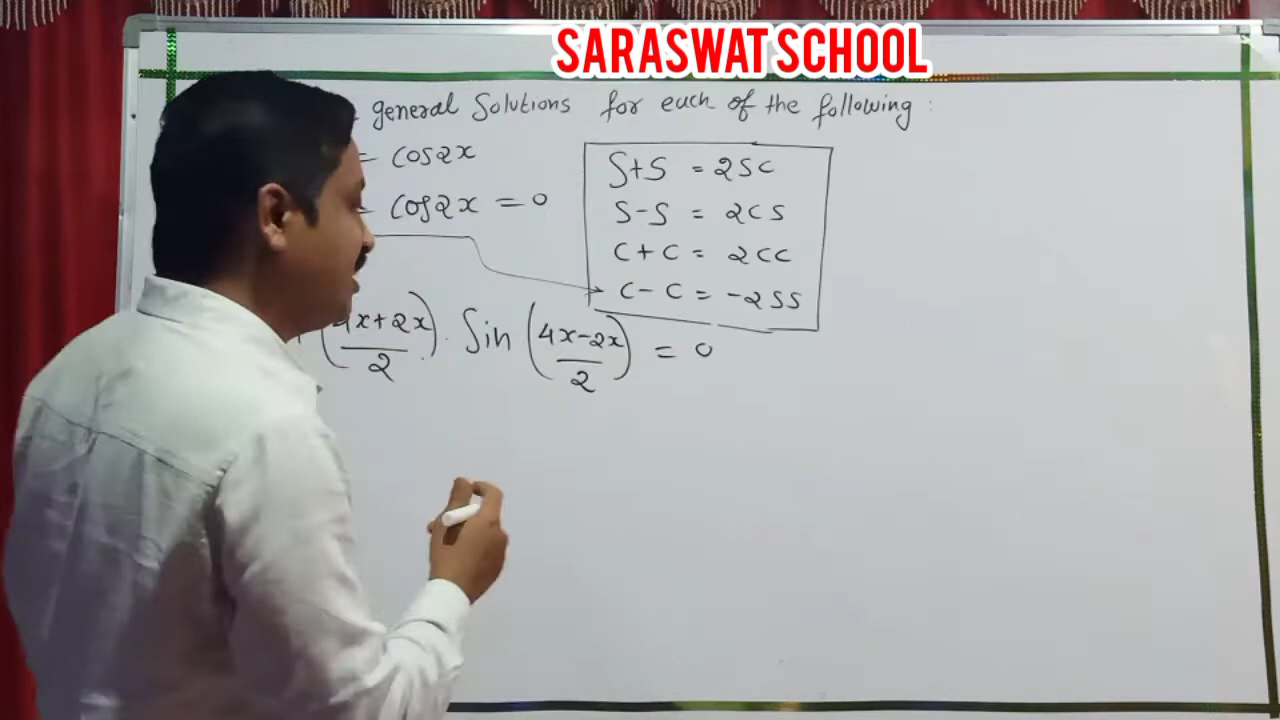 SARASWAT SCHOOL
general Solutions for each of the following :
= cos2x
= cos2x = 0
S+S = 2SC
S-S = 2CS
C+C = 2CC
C-C = -2SS
(4x+2x/2) . Sin (4x-2x/2) = 0